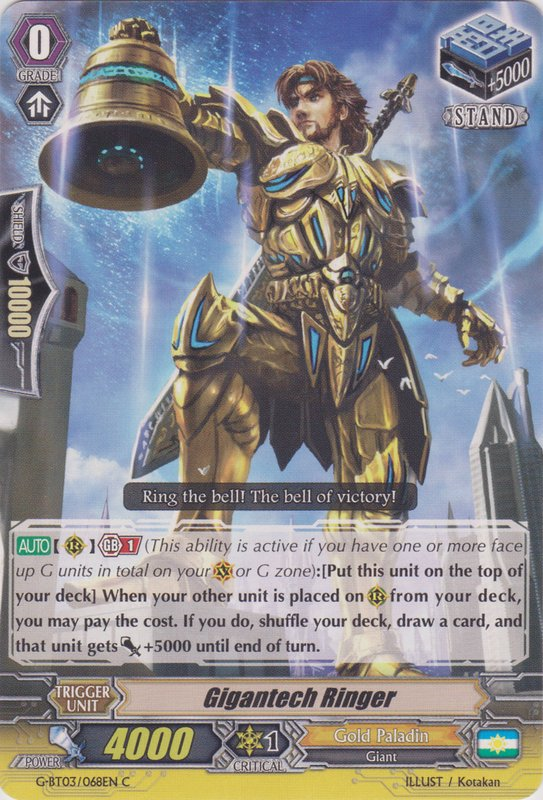 0
GRADE
+5000
STAND
SHIELD
10000
Ring the bell! The bell of victory!
AUTO [ R ] GB 1 (This ability is active if you have one or more face
up G units in total on your V or G zone):[Put this unit on the top of
your deck] When your other unit is placed on R from your deck,
you may pay the cost. If you do, shuffle your deck, draw a card, and
that unit gets +5000 until end of turn.
TRIGGER
UNIT
Gigantech Ringer
POWER
4000
1
CRITICAL
Gold Paladin
Giant
G-BT03/068EN C
ILLUST / Kotakan